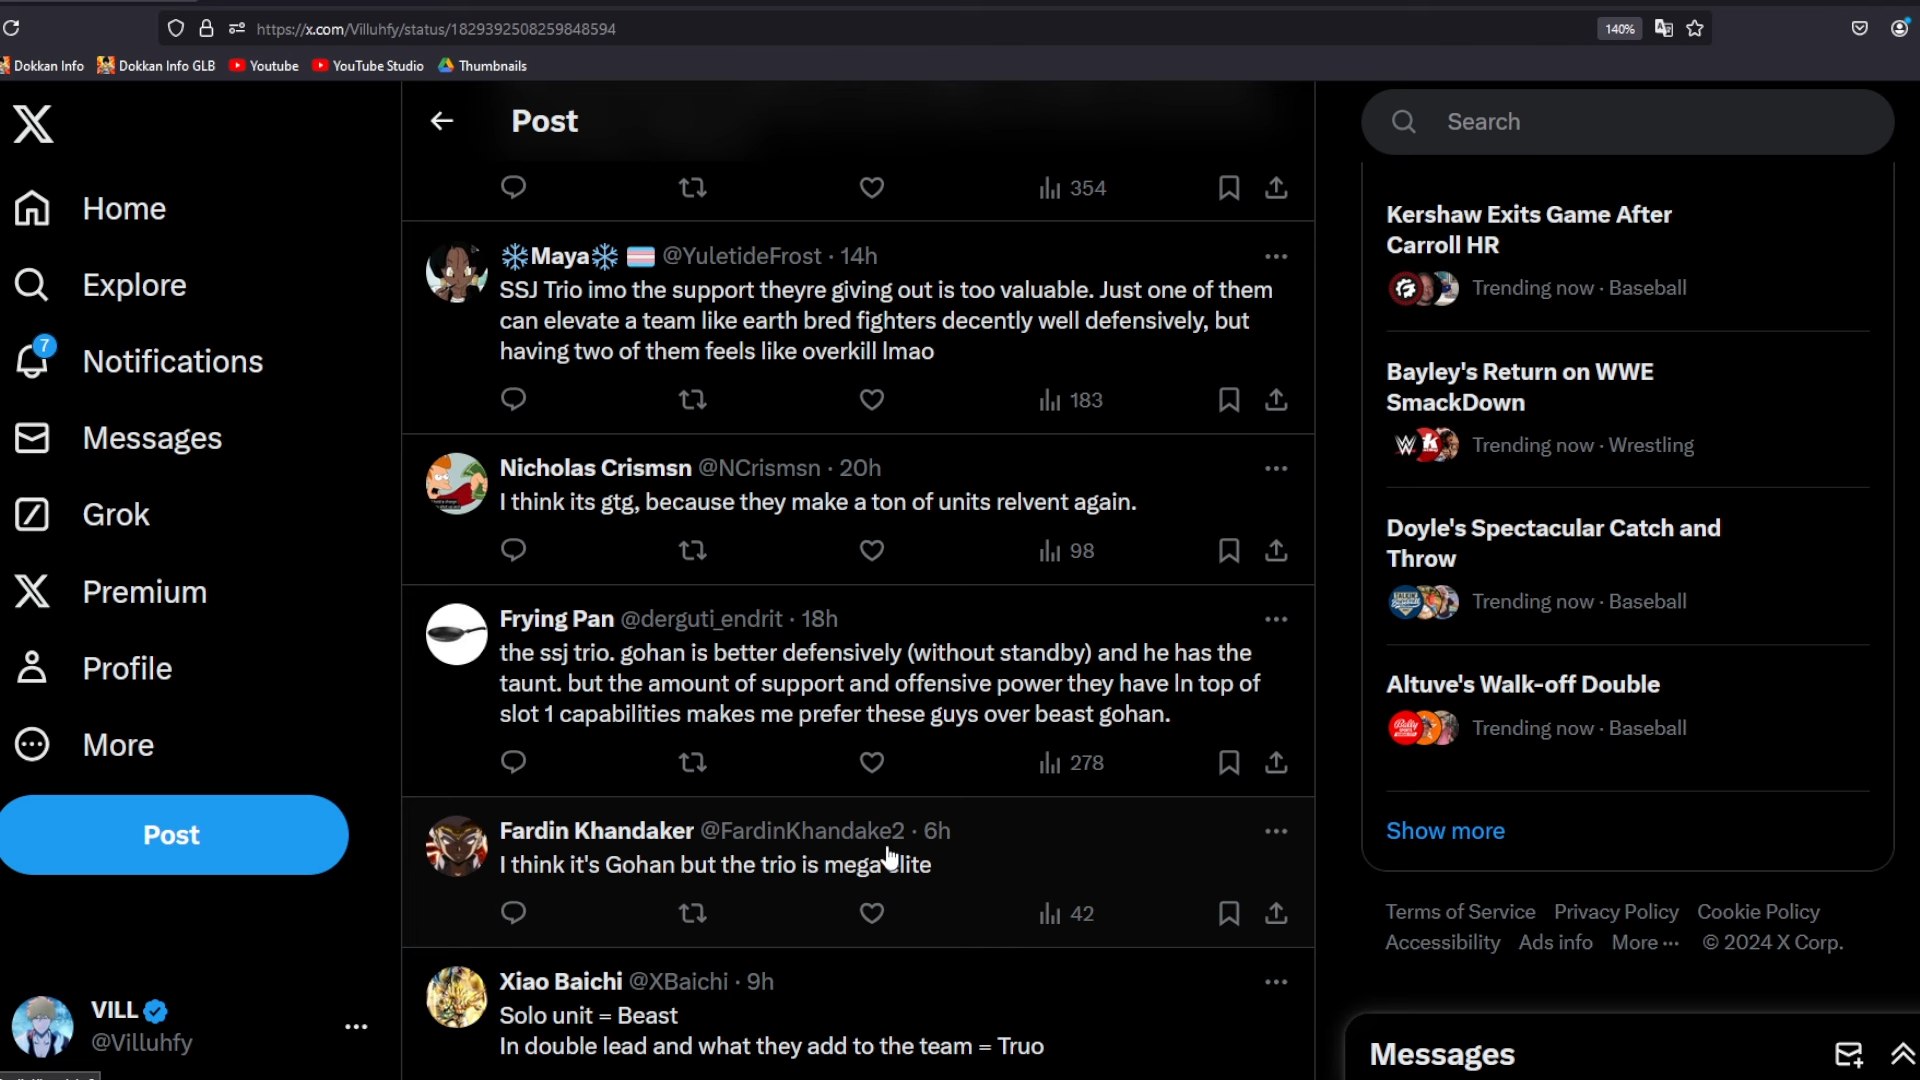 https://x.com/Villuhfy/status/1829392508259848594
140%
Dokkan Info
Dokkan Info GLB
Youtube
YouTube Studio
Thumbnails
Home
Explore
7
Notifications
Messages
Grok
Premium
Profile
More
Post
VILL
@Villuhfy
Post
354
❄Maya❄ @YuletideFrost · 14h
SSJ Trio imo the support theyre giving out is too valuable. Just one of them
can elevate a team like earth bred fighters decently well defensively, but
having two of them feels like overkill lmao
183
Nicholas Crismsn @NCrismsn · 20h
I think its gtg, because they make a ton of units relvent again.
98
Frying Pan @derguti_endrit · 18h
the ssj trio. gohan is better defensively (without standby) and he has the
taunt. but the amount of support and offensive power they have In top of
slot 1 capabilities makes me prefer these guys over beast gohan.
278
Fardin Khandaker @FardinKhandake2 · 6h
I think it's Gohan but the trio is mega elite
42
Xiao Baichi @XBaichi · 9h
Solo unit = Beast
In double lead and what they add to the team = Truo
Search
Kershaw Exits Game After
Carroll HR
Trending now · Baseball
Bayley's Return on WWE
SmackDown
Trending now · Wrestling
Doyle's Spectacular Catch and
Throw
Trending now · Baseball
Altuve's Walk-off Double
Trending now · Baseball
Show more
Terms of Service Privacy Policy Cookie Policy
Accessibility Ads info More ··· © 2024 X Corp.
Messages